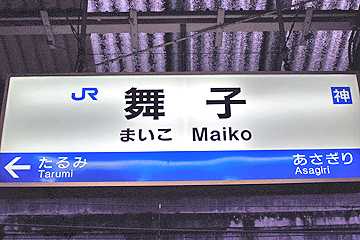 JR 舞子 神
まいこ Maiko
← たるみ あさぎり
Tarumi Asagiri